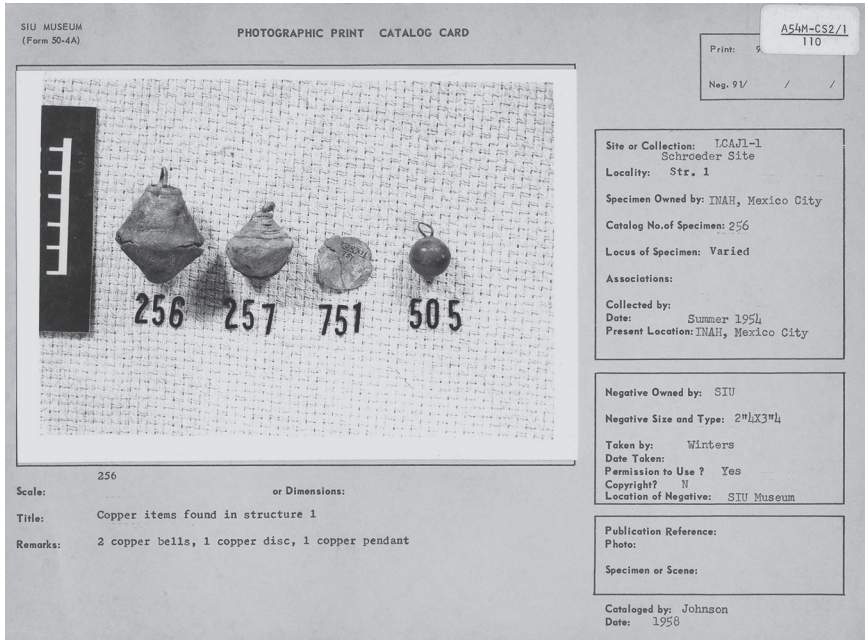 SIU MUSEUM
(Form 50-4A)
PHOTOGRAPHIC PRINT CATALOG CARD
A54M-CS2/1
110
Print: 9
Neg. 91/ / /
256 257 751 505
Site or Collection: LCAJ1-1
Schroeder Site
Locality: Str. 1
Specimen Owned by: INAH, Mexico City
Catalog No.of Specimen: 256
Locus of Specimen: Varied
Associations:
Collected by:
Date: Summer 1954
Present Location: INAH, Mexico City
Negative Owned by: SIU
Negative Size and Type: 2"¼X3"¼
Taken by: Winters
Date Taken:
Permission to Use ? Yes
Copyright? N
Location of Negative: SIU Museum
256
Scale: or Dimensions:
Title: Copper items found in structure 1
Remarks: 2 copper bells, 1 copper disc, 1 copper pendant
Publication Reference:
Photo:
Specimen or Scene:
Cataloged by: Johnson
Date: 1958